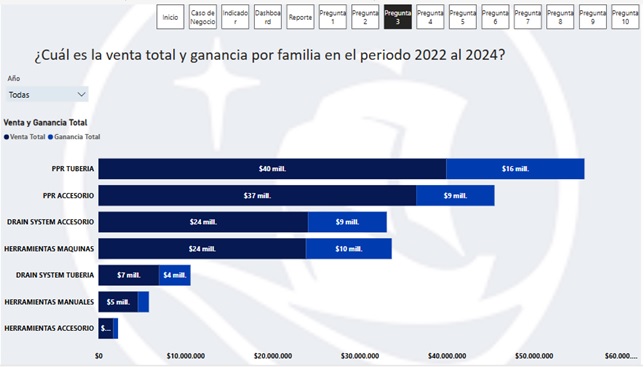 Inicio
Caso de
Negocio
Indicado
r
Dashboa
rd
Reporte
Pregunta
1
Pregunta
2
Pregunta
3
Pregunta
4
Pregunta
5
Pregunta
6
Pregunta
7
Pregunta
8
Pregunta
9
Pregunta
10
¿Cuál es la venta total y ganancia por familia en el periodo 2022 al 2024?
Año
Todas
Venta y Ganancia Total
Venta Total Ganancia Total
PPR TUBERIA $40 mill. $16 mill.
PPR ACCESORIO $37 mill. $9 mill.
DRAIN SYSTEM ACCESORIO $24 mill. $9 mill.
HERRAMIENTAS MAQUINAS $24 mill. $10 mill.
DRAIN SYSTEM TUBERIA $7 mill. $4 mill.
HERRAMIENTAS MANUALES $5 mill.
HERRAMIENTAS ACCESORIO $...
$0 $10.000.000 $20.000.000 $30.000.000 $40.000.000 $50.000.000 $60.000....